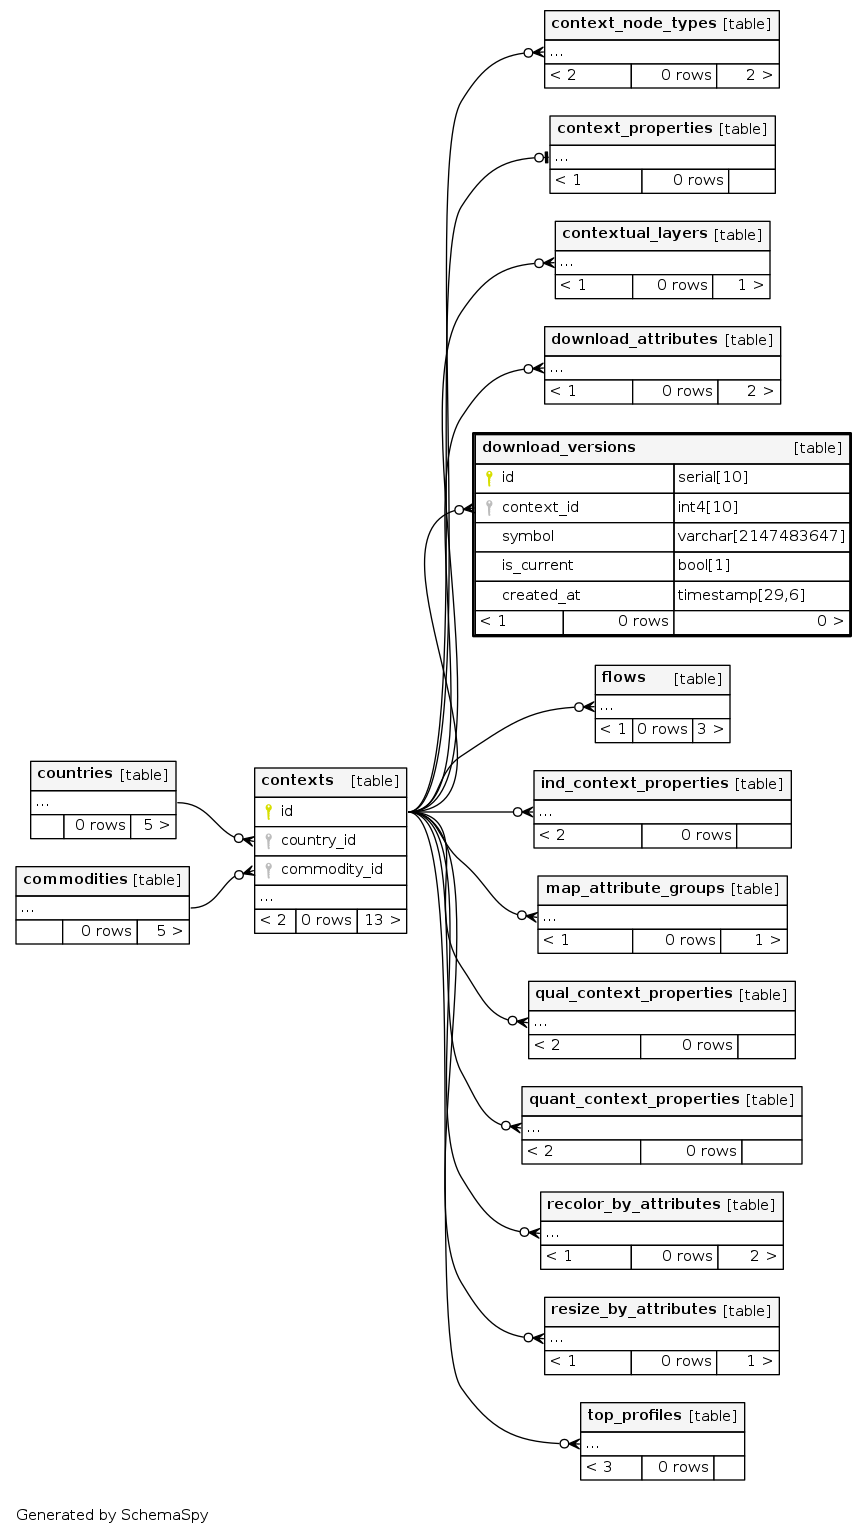 context_node_types [table]
...
< 2 0 rows 2 >
context_properties [table]
...
< 1 0 rows
contextual_layers [table]
...
< 1 0 rows 1 >
download_attributes [table]
...
< 1 0 rows 2 >
download_versions [table]
id serial[10]
context_id int4[10]
symbol varchar[2147483647]
is_current bool[1]
created_at timestamp[29,6]
< 1 0 rows 0 >
flows [table]
...
< 1 0 rows 3 >
countries [table]
...
0 rows 5 >
commodities [table]
...
0 rows 5 >
contexts [table]
id
country_id
commodity_id
...
< 2 0 rows 13 >
ind_context_properties [table]
...
< 2 0 rows
map_attribute_groups [table]
...
< 1 0 rows 1 >
qual_context_properties [table]
...
< 2 0 rows
quant_context_properties [table]
...
< 2 0 rows
recolor_by_attributes [table]
...
< 1 0 rows 2 >
resize_by_attributes [table]
...
< 1 0 rows 1 >
top_profiles [table]
...
< 3 0 rows
Generated by SchemaSpy